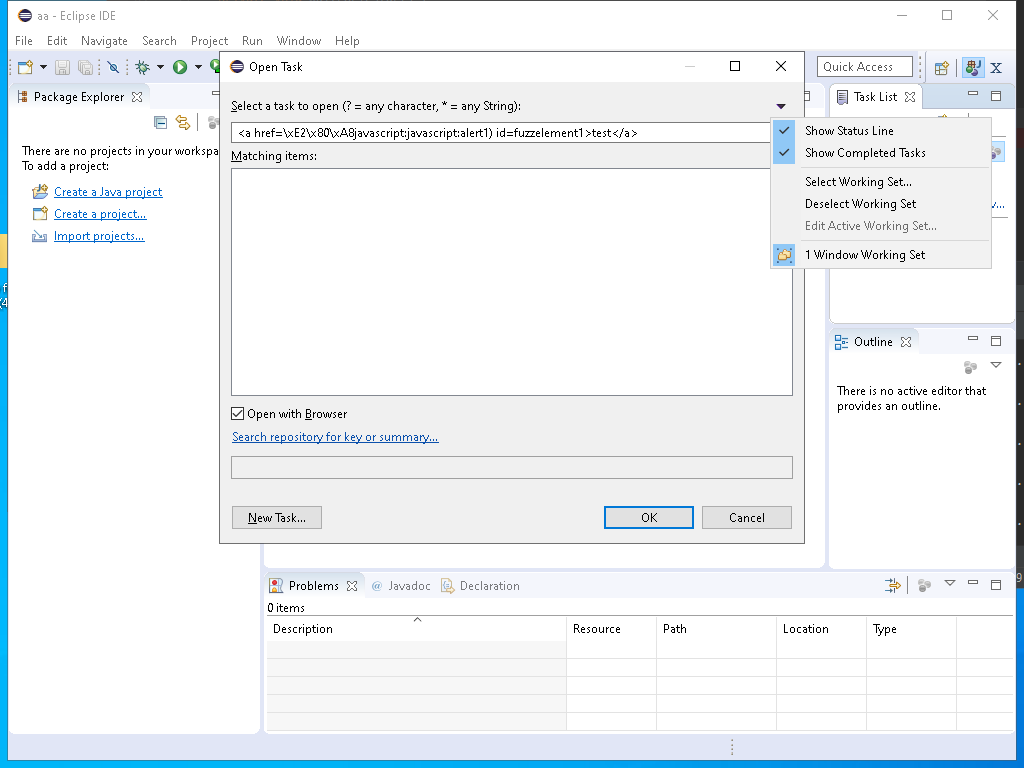 aa - Eclipse IDE
File Edit Navigate Search Project Run Window Help
Quick Access
Package Explorer
There are no projects in your workspa
To add a project:
Create a Java project
Create a project...
Import projects...
Open Task
Select a task to open (? = any character, * = any String):
<a href=\xE2\x80\xA8javascript:javascript:alert1) id=fuzzelement1>test</a>
Matching items:
Open with Browser
Search repository for key or summary...
New Task...
OK
Cancel
Task List
Show Status Line
Show Completed Tasks
Select Working Set...
Deselect Working Set
Edit Active Working Set...
1 Window Working Set
Outline
There is no active editor that
provides an outline.
Problems @ Javadoc Declaration
0 items
Description Resource Path Location Type